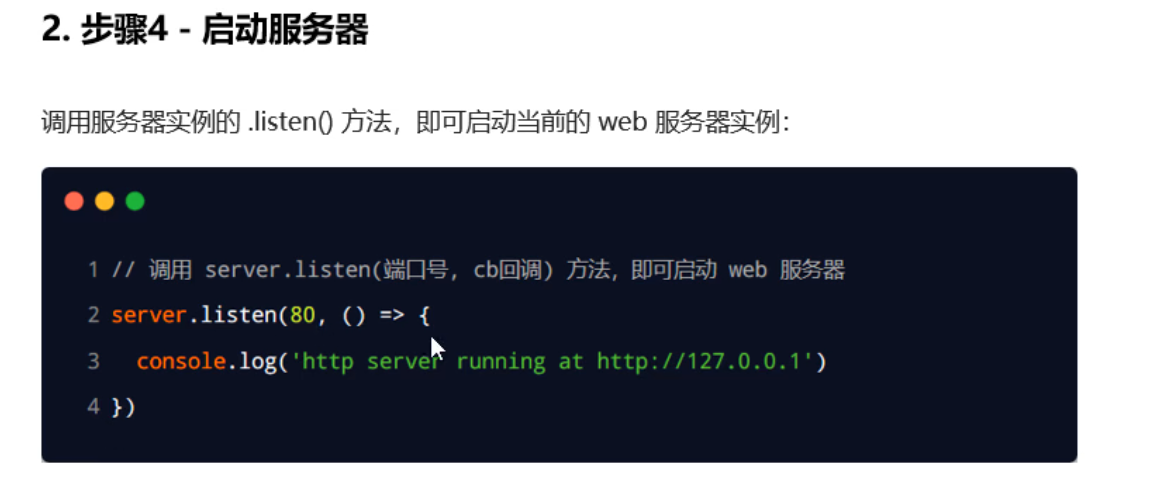 2. 步骤4 - 启动服务器
调用服务器实例的 .listen() 方法，即可启动当前的 web 服务器实例：
1 // 调用 server.listen(端口号, cb回调) 方法，即可启动 web 服务器
2 server.listen(80, () => {
3   console.log('http server running at http://127.0.0.1')
4 })